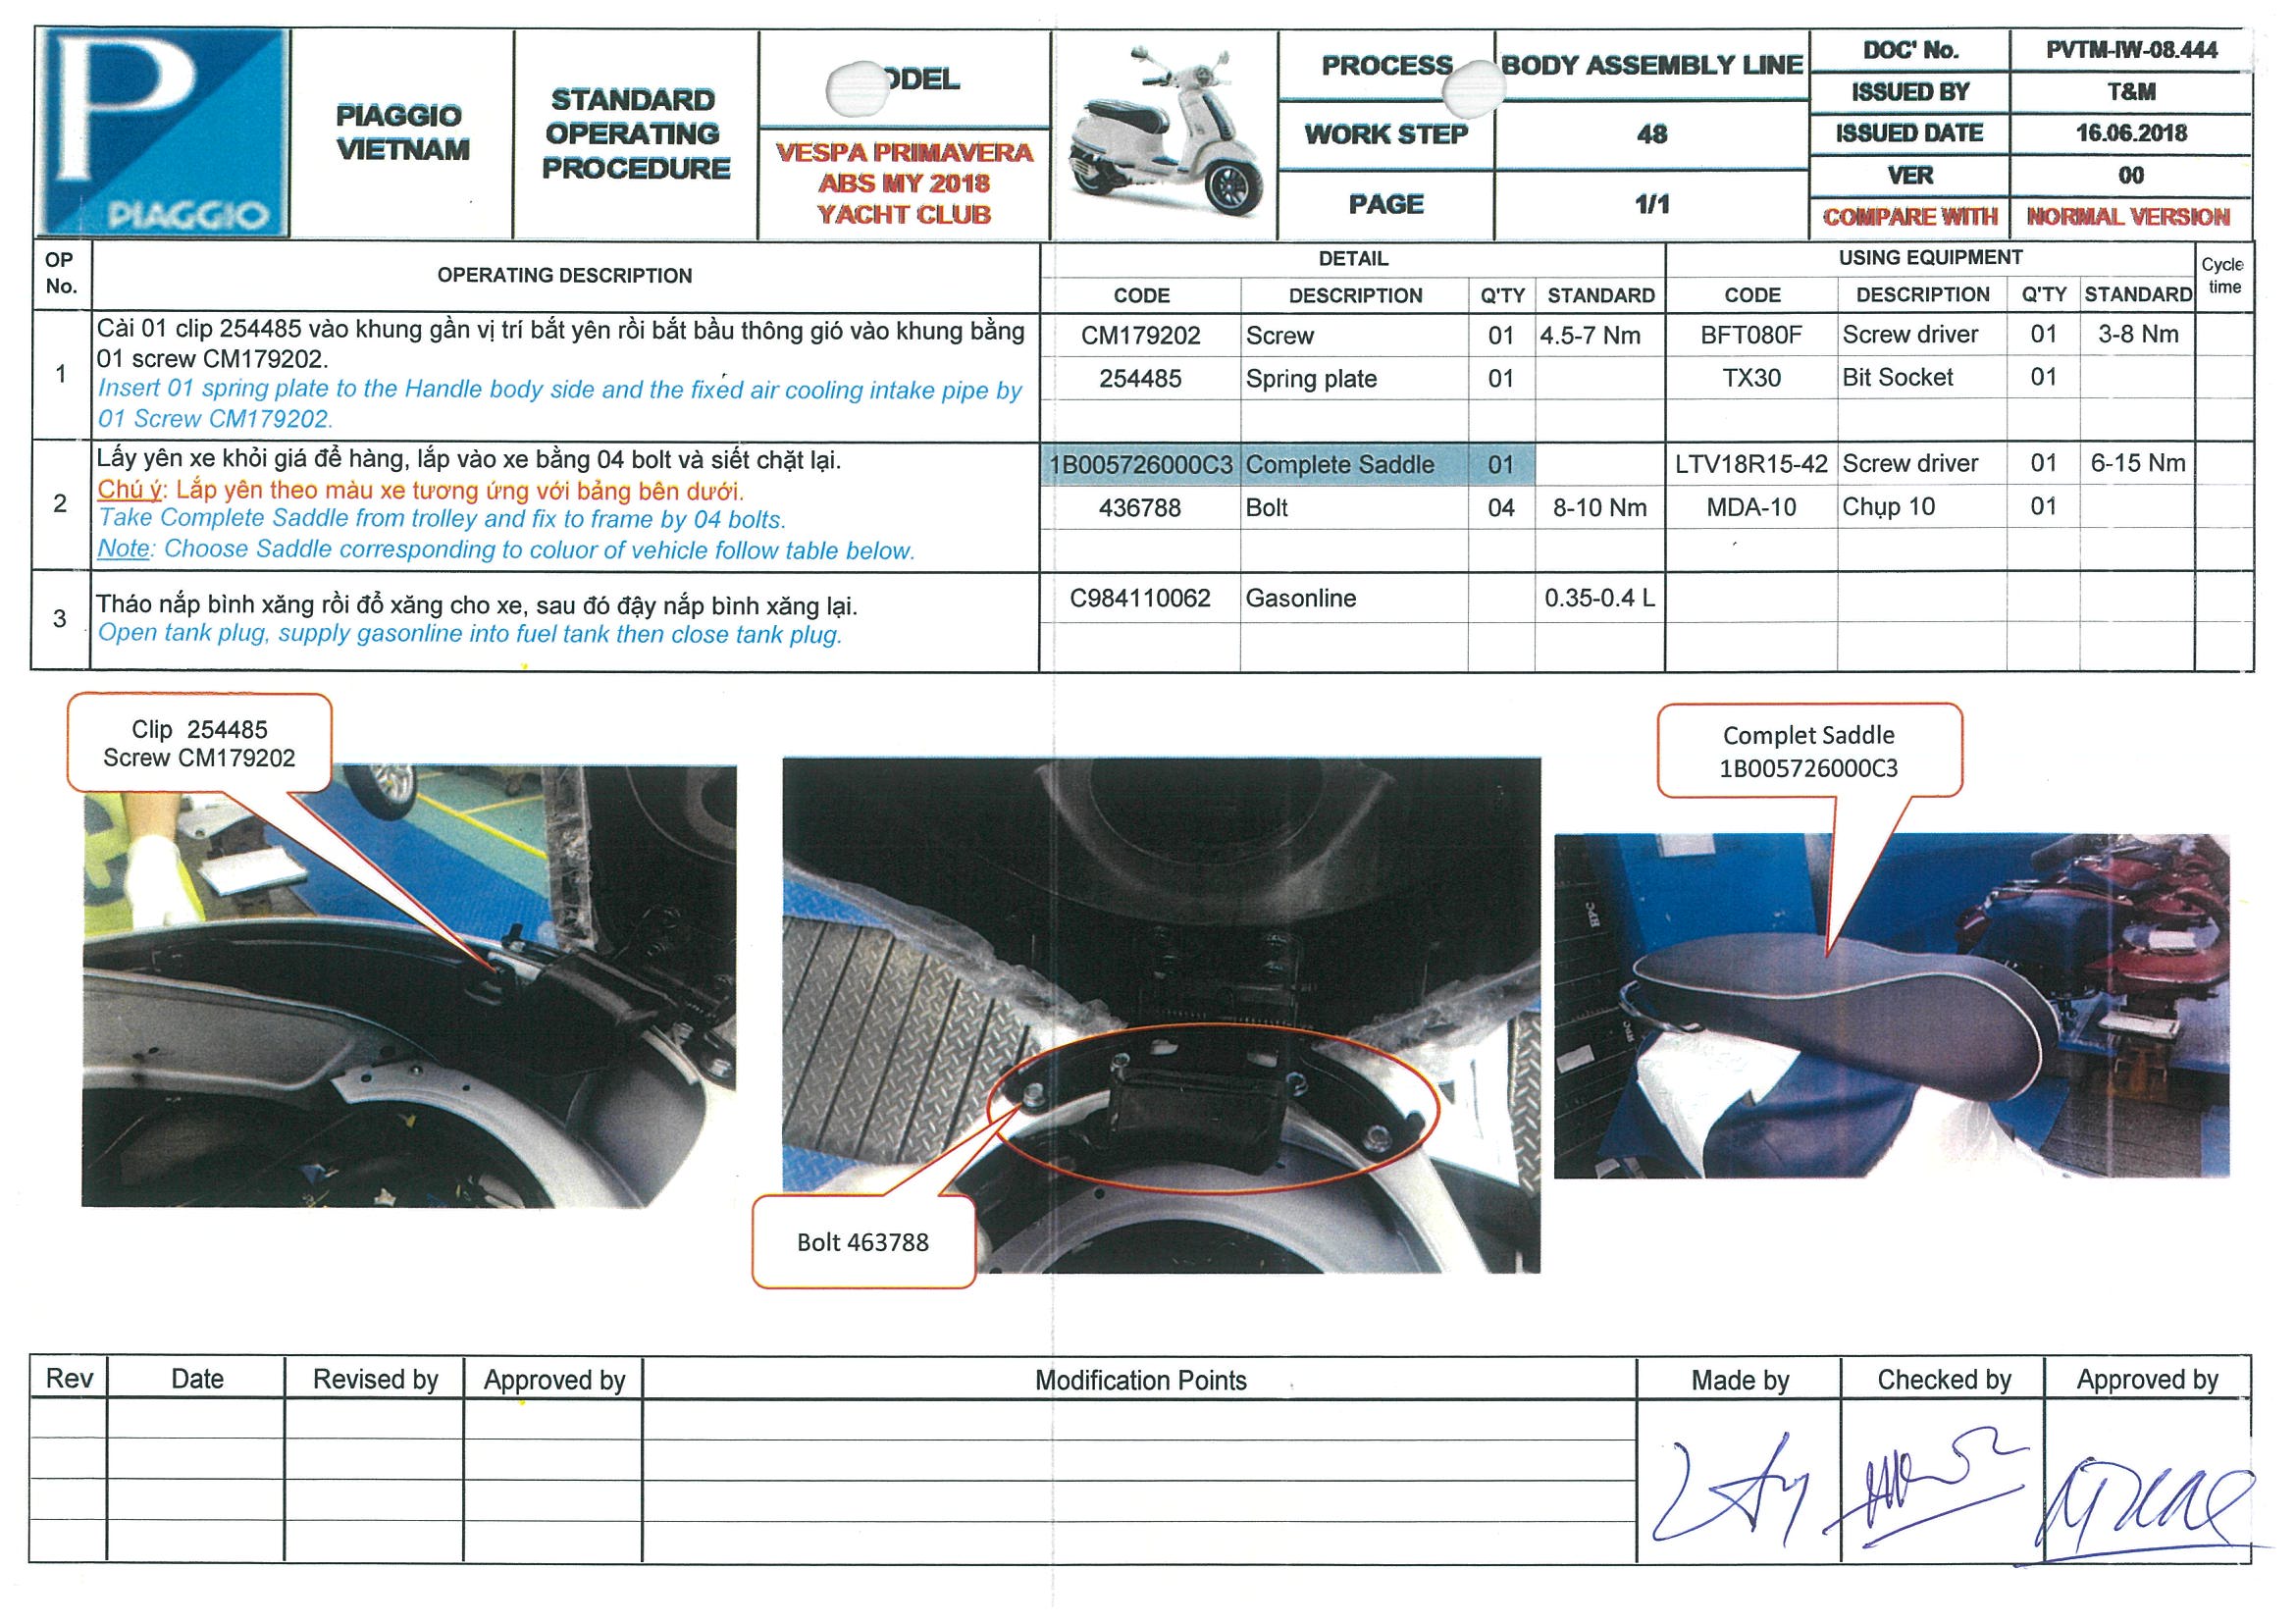 PIAGGIO
PIAGGIO
VIETNAM
STANDARD
OPERATING
PROCEDURE
VESPA PRIMAVERA
ABS MY 2018
YACHT CLUB
PROCESS BODY ASSEMBLY LINE
WORK STEP 48
PAGE 1/1
DOC' No. PVTM-IW-08.444
ISSUED BY T&M
ISSUED DATE 16.06.2018
VER 00
COMPARE WITH NORMAL VERSION
OP
No.
OPERATING DESCRIPTION
DETAIL
USING EQUIPMENT
Cycle
time
CODE DESCRIPTION Q'TY STANDARD CODE DESCRIPTION Q'TY STANDARD
1
Cài 01 clip 254485 vào khung gần vị trí bắt yên rồi bắt bầu thông gió vào khung bằng
01 screw CM179202.
Insert 01 spring plate to the Handle body side and the fixed air cooling intake pipe by
01 Screw CM179202.
CM179202 Screw 01 4.5-7 Nm BFT080F Screw driver 01 3-8 Nm
254485 Spring plate 01 TX30 Bit Socket 01
2
Lấy yên xe khỏi giá để hàng, lắp vào xe bằng 04 bolt và siết chặt lại.
Chú ý: Lắp yên theo màu xe tương ứng với bảng bên dưới.
Take Complete Saddle from trolley and fix to frame by 04 bolts.
Note: Choose Saddle corresponding to coluor of vehicle follow table below.
1B005726000C3 Complete Saddle 01 LTV18R15-42 Screw driver 01 6-15 Nm
436788 Bolt 04 8-10 Nm MDA-10 Chụp 10 01
3
Tháo nắp bình xăng rồi đổ xăng cho xe, sau đó đậy nắp bình xăng lại.
Open tank plug, supply gasonline into fuel tank then close tank plug.
C984110062 Gasonline 0.35-0.4 L
Clip 254485
Screw CM179202
Complet Saddle
1B005726000C3
Bolt 463788
Rev Date Revised by Approved by Modification Points Made by Checked by Approved by